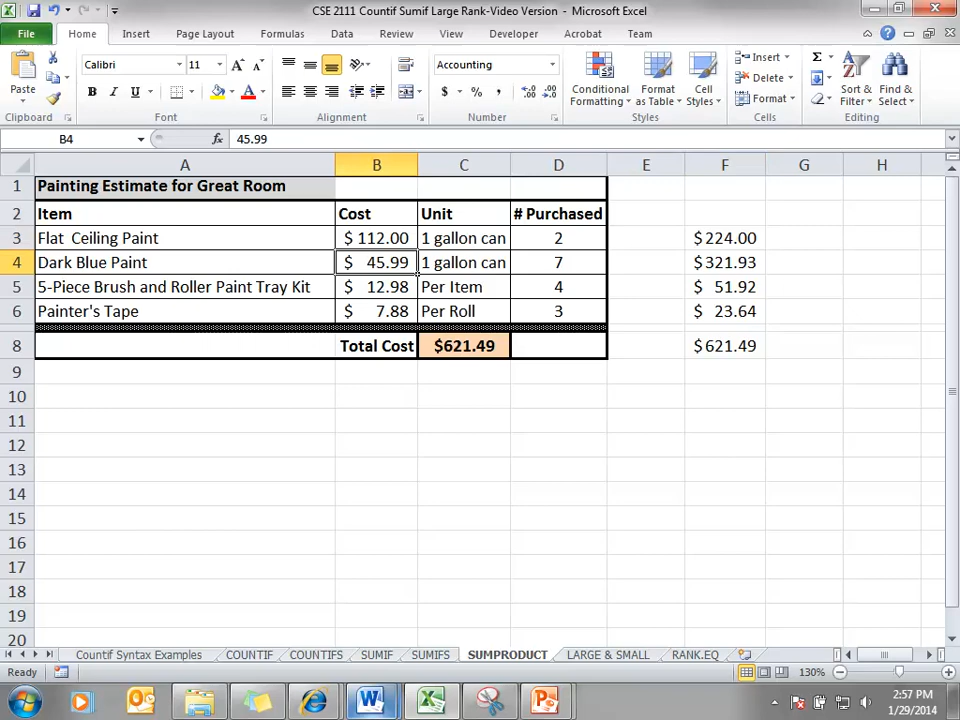 CSE 2111 Countif Sumif Large Rank-Video Version - Microsoft Excel
File Home Insert Page Layout Formulas Data Review View Developer Acrobat Team
Paste
Calibri 11 A A
B I U
Accounting
$ % ,
Conditional Formatting
Format as Table
Cell Styles
Insert
Delete
Format
Σ
Sort & Filter
Find & Select
Clipboard Font Alignment Number Styles Cells Editing
B4 fx 45.99
A B C D E F G H
1 Painting Estimate for Great Room
2 Item Cost Unit # Purchased
3 Flat Ceiling Paint $ 112.00 1 gallon can 2 $ 224.00
4 Dark Blue Paint $ 45.99 1 gallon can 7 $ 321.93
5 5-Piece Brush and Roller Paint Tray Kit $ 12.98 Per Item 4 $ 51.92
6 Painter's Tape $ 7.88 Per Roll 3 $ 23.64
8 Total Cost $621.49 $ 621.49
9
10
11
12
13
14
15
16
17
18
19
20
Countif Syntax Examples COUNTIF COUNTIFS SUMIF SUMIFS SUMPRODUCT LARGE & SMALL RANK.EQ
Ready 130%
2:57 PM
1/29/2014